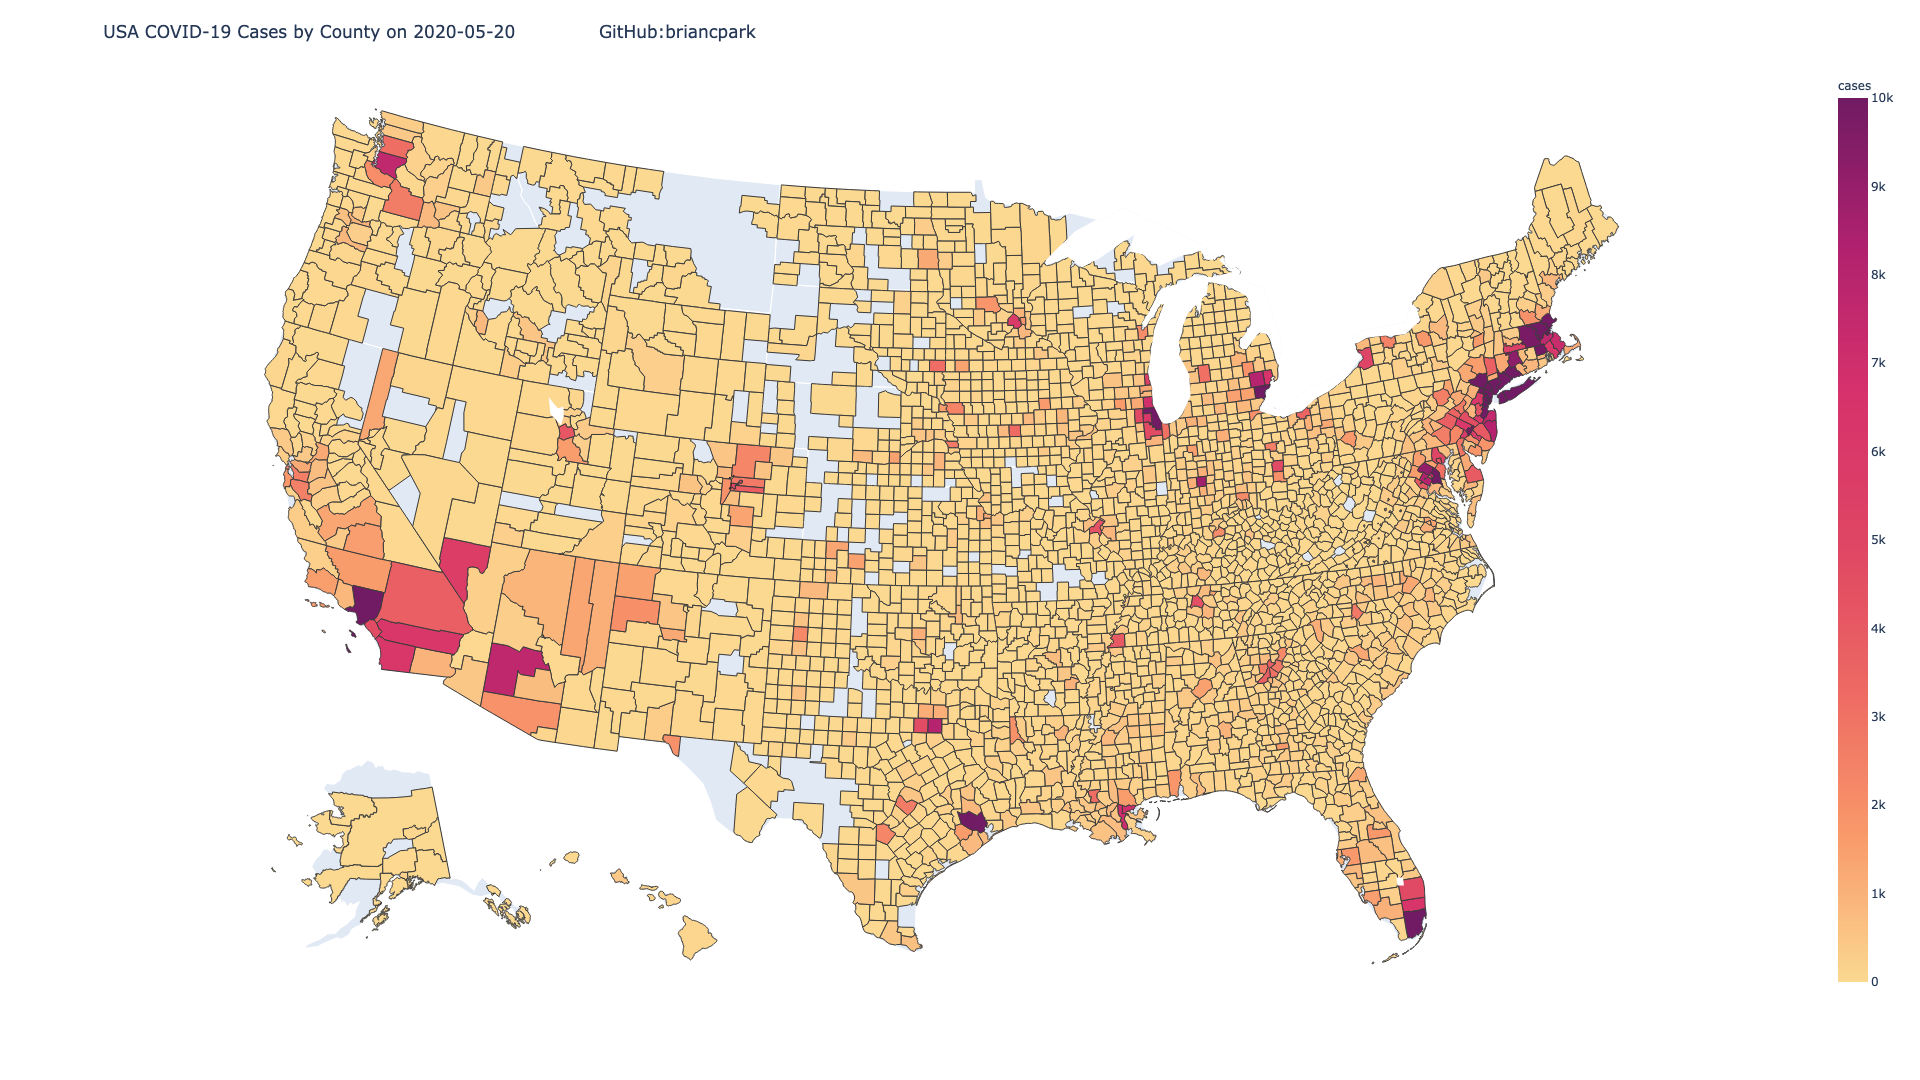 USA COVID-19 Cases by County on 2020-05-20 GitHub:briancpark
cases
10k
9k
8k
7k
6k
5k
4k
3k
2k
1k
0